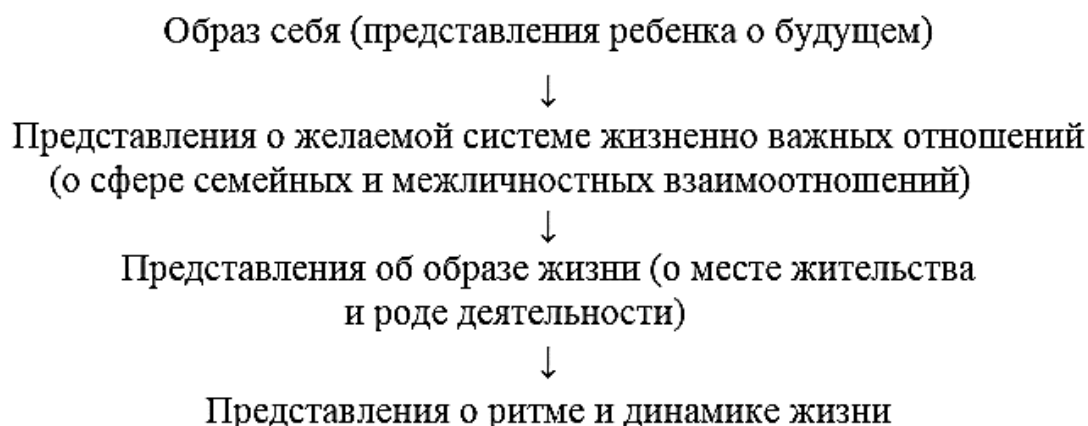 Образ себя (представления ребенка о будущем)
↓
Представления о желаемой системе жизненно важных отношений
(о сфере семейных и межличностных взаимоотношений)
↓
Представления об образе жизни (о месте жительства
и роде деятельности)
↓
Представления о ритме и динамике жизни